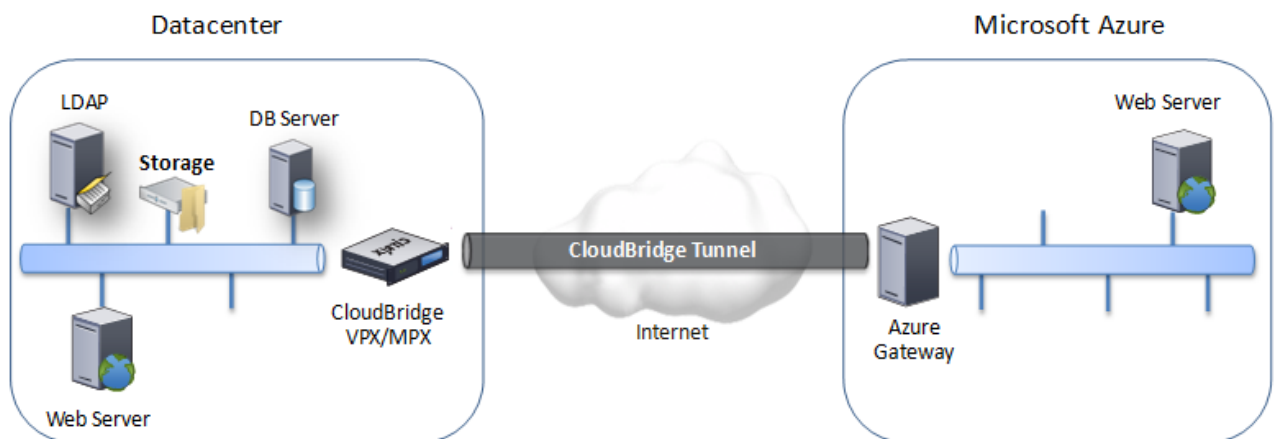 Datacenter
Microsoft Azure
LDAP
DB Server
Storage
Web Server
citrix
CloudBridge Tunnel
CloudBridge
VPX/MPX
Internet
Azure
Gateway
Web Server